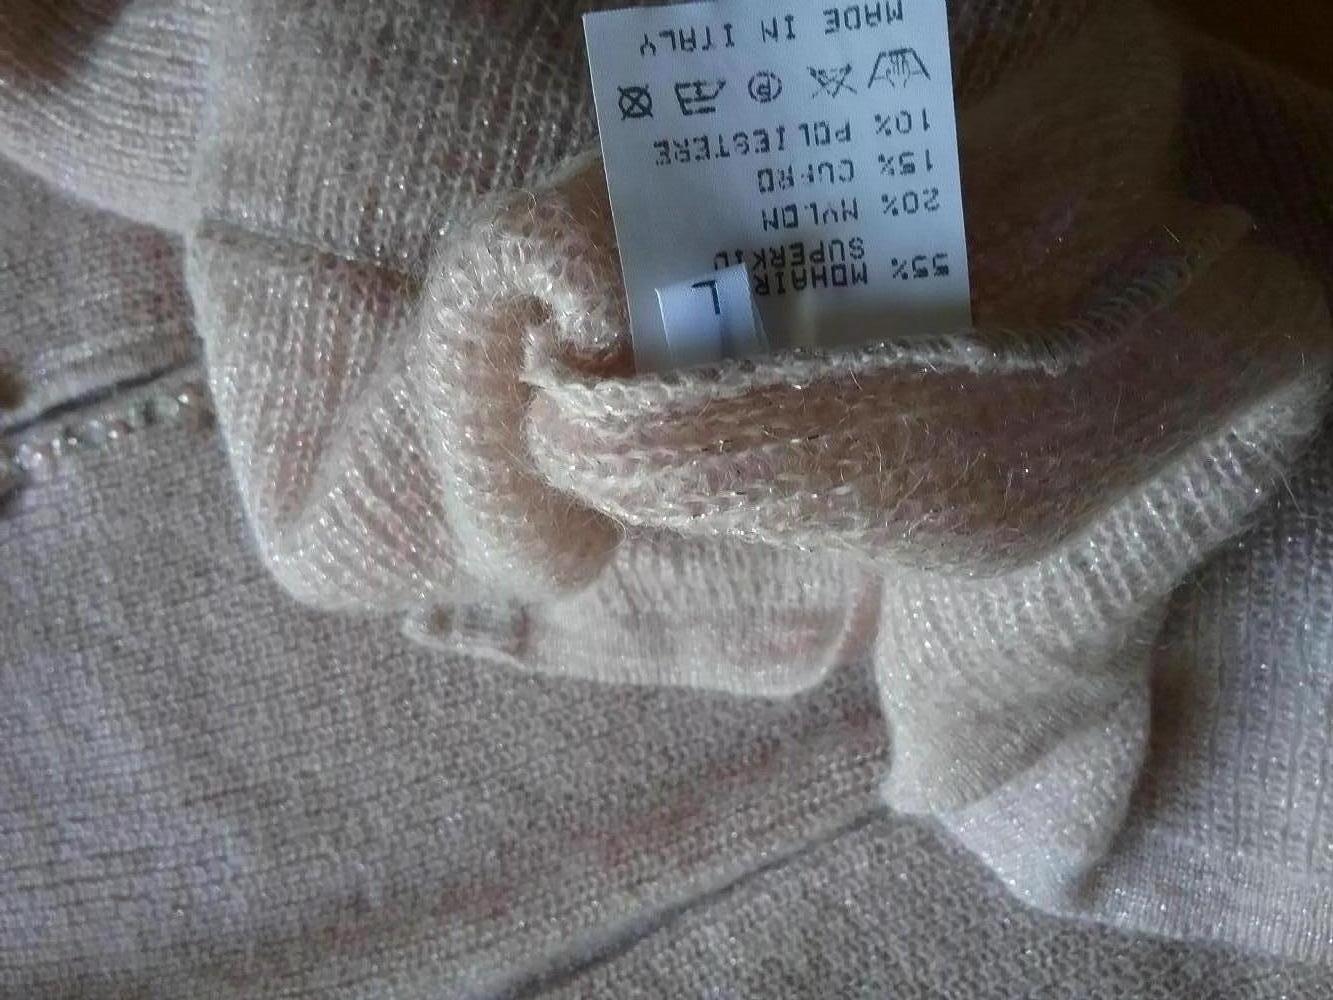 55% MOHAIR
SUPERKID
20% NYLON
15% CUPRO
10% POLIESTERE
MADE IN ITALY
L